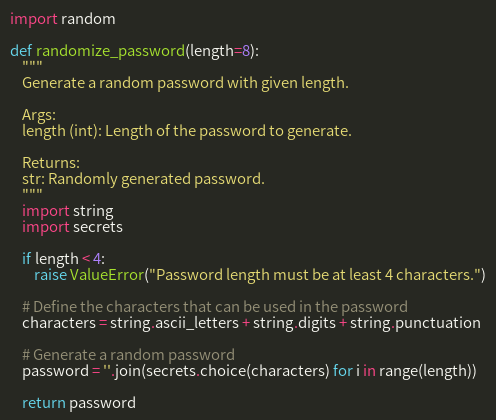 import random
def randomize_password(length=8):
"""
Generate a random password with given length.
Args:
length (int): Length of the password to generate.
Returns:
str: Randomly generated password.
"""
import string
import secrets
if length < 4:
raise ValueError("Password length must be at least 4 characters.")
# Define the characters that can be used in the password
characters = string.ascii_letters + string.digits + string.punctuation
# Generate a random password
password = ''.join(secrets.choice(characters) for i in range(length))
return password